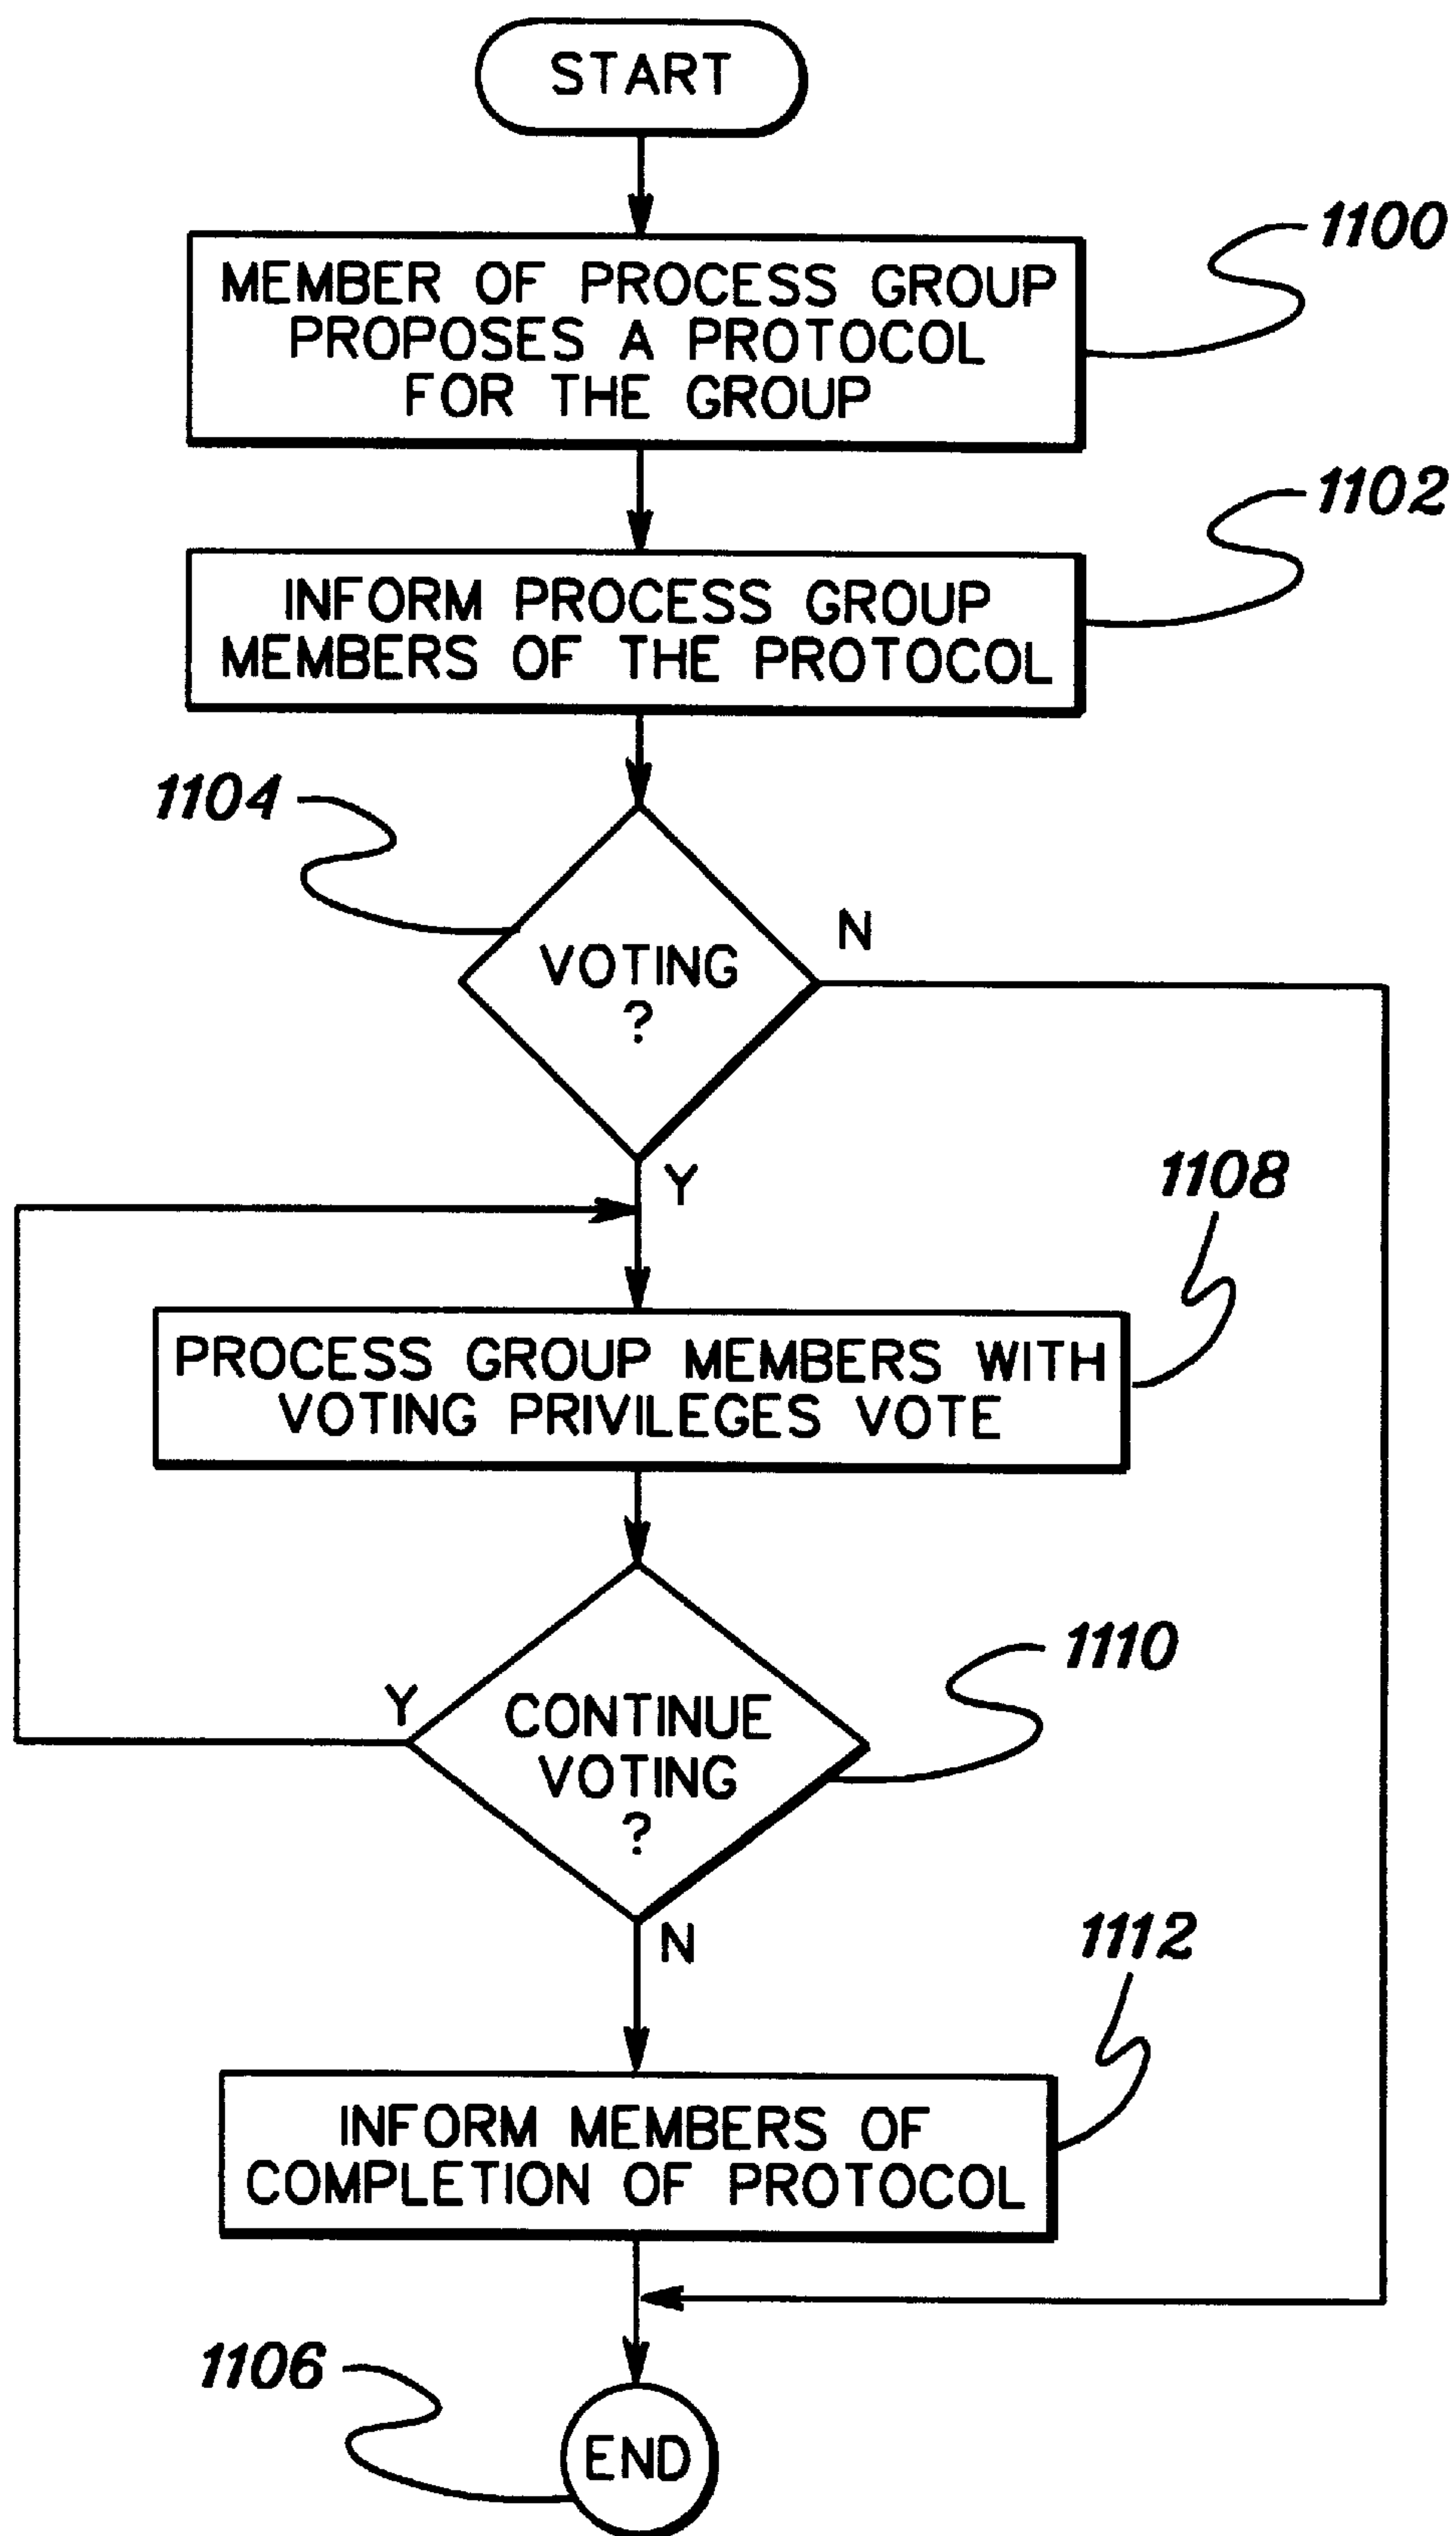 START
1100
MEMBER OF PROCESS GROUP
PROPOSES A PROTOCOL
FOR THE GROUP
1102
INFORM PROCESS GROUP
MEMBERS OF THE PROTOCOL
1104
N
VOTING
?
Y
1108
PROCESS GROUP MEMBERS WITH
VOTING PRIVILEGES VOTE
1110
Y
CONTINUE
VOTING
?
N
1112
INFORM MEMBERS OF
COMPLETION OF PROTOCOL
1106
END